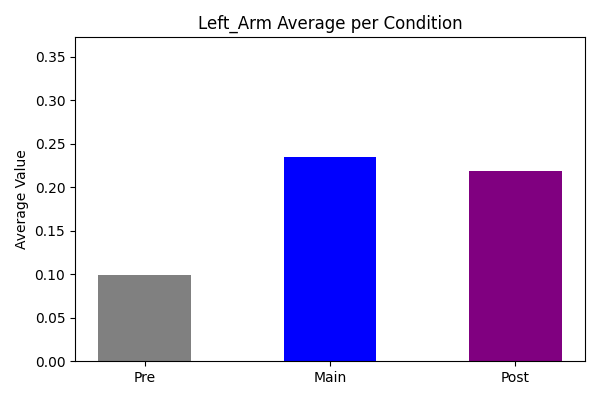 Left_Arm Average per Condition
Average Value
0.35
0.30
0.25
0.20
0.15
0.10
0.05
0.00
Pre
Main
Post